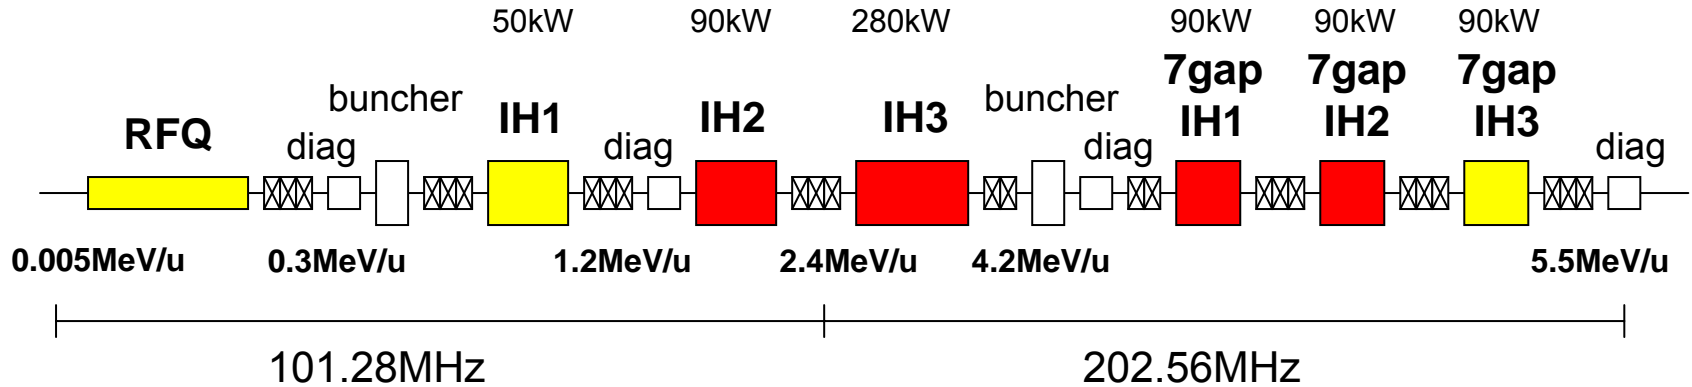 50kW 90kW 280kW 90kW 90kW 90kW
7gap 7gap 7gap
buncher IH1 IH2 IH3 buncher IH1 IH2 IH3
RFQ diag diag diag diag
0.005MeV/u 0.3MeV/u 1.2MeV/u 2.4MeV/u 4.2MeV/u 5.5MeV/u
101.28MHz 202.56MHz